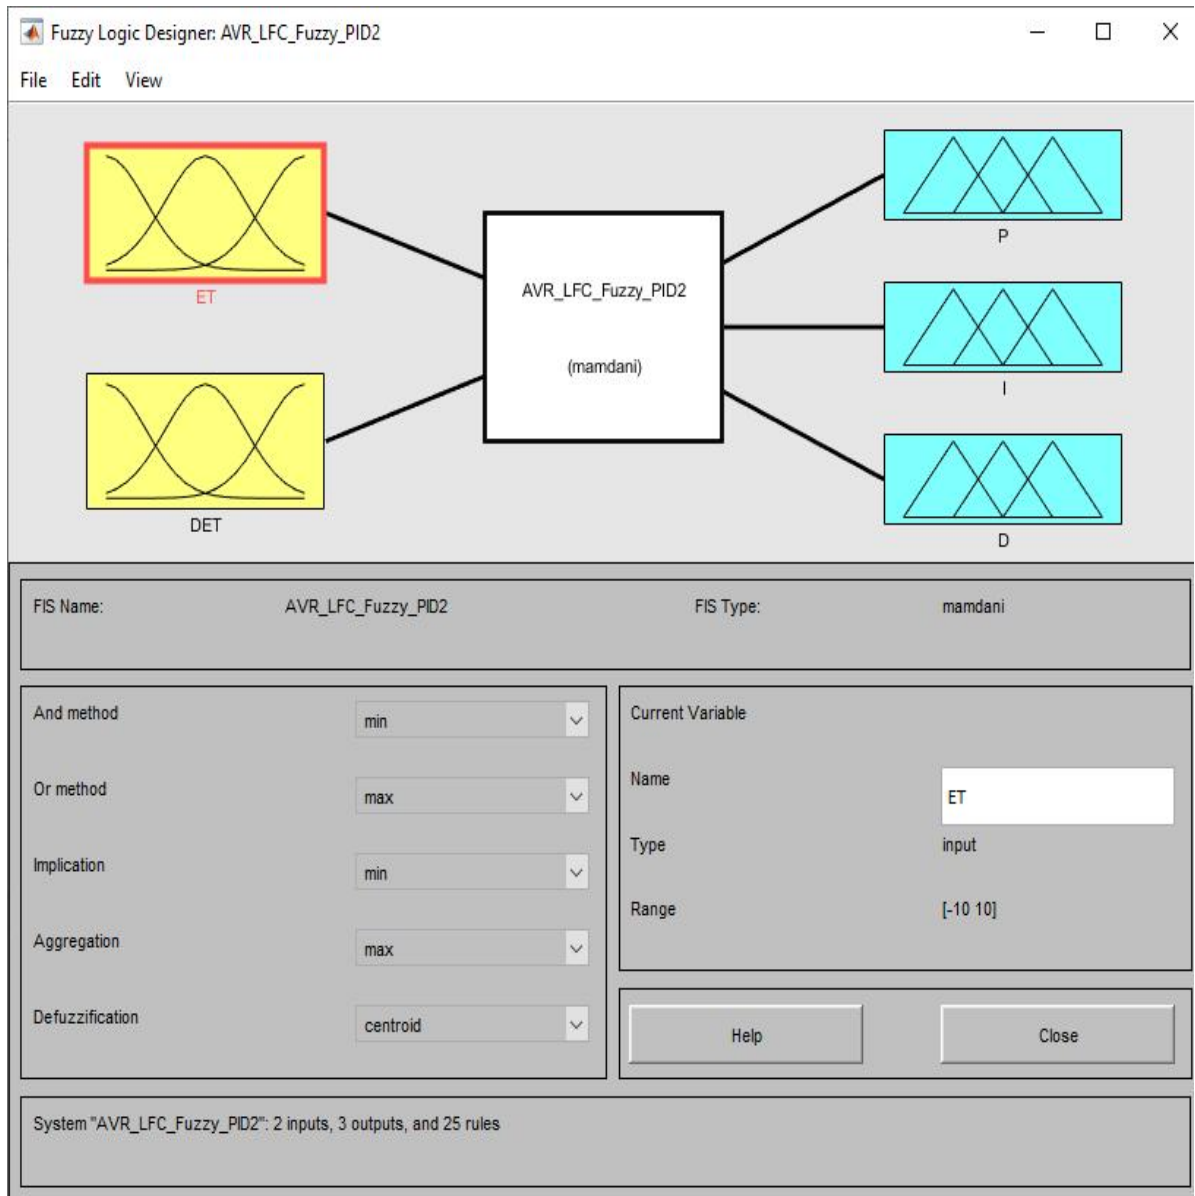 Fuzzy Logic Designer: AVR_LFC_Fuzzy_PID2
File Edit View
ET
DET
AVR_LFC_Fuzzy_PID2
(mamdani)
P
I
D
FIS Name: AVR_LFC_Fuzzy_PID2 FIS Type: mamdani
And method min
Or method max
Implication min
Aggregation max
Defuzzification centroid
Current Variable
Name ET
Type input
Range [-10 10]
Help Close
System "AVR_LFC_Fuzzy_PID2": 2 inputs, 3 outputs, and 25 rules